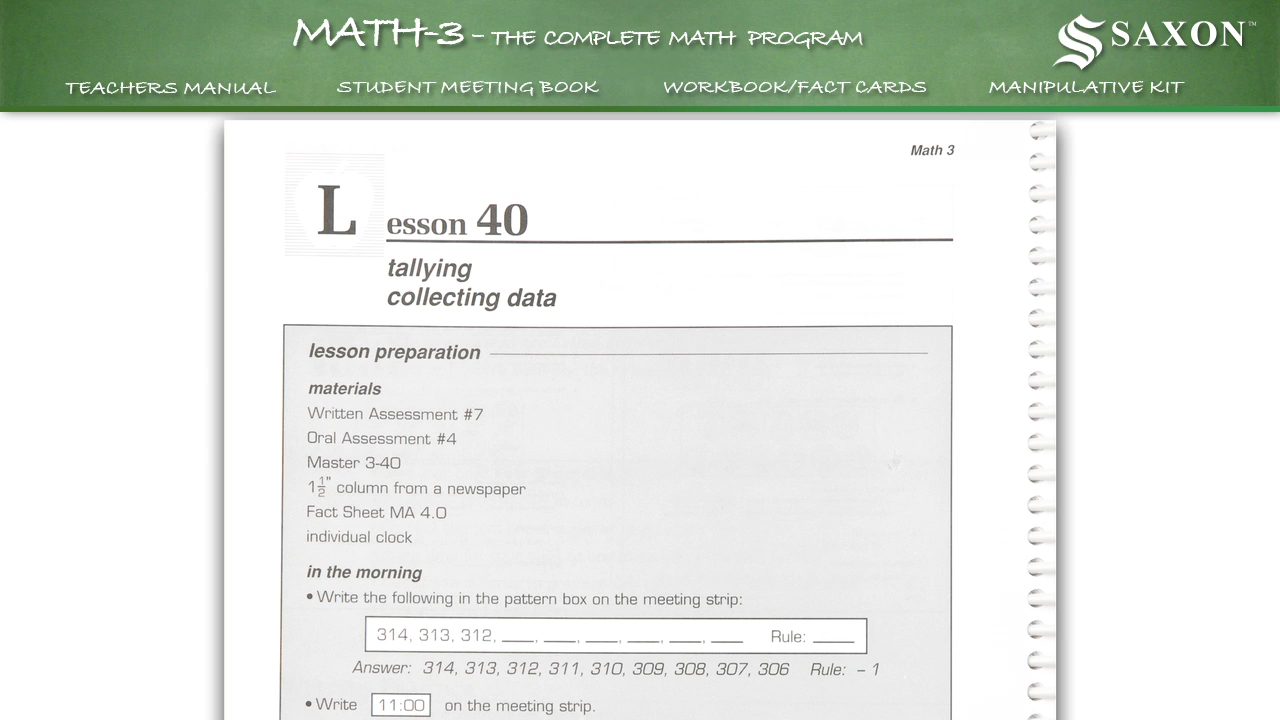 MATH-3 – THE COMPLETE MATH PROGRAM
SAXON™
TEACHERS MANUAL STUDENT MEETING BOOK WORKBOOK/FACT CARDS MANIPULATIVE KIT
Math 3
Lesson 40
tallying
collecting data
lesson preparation
materials
Written Assessment #7
Oral Assessment #4
Master 3-40
1 1/2" column from a newspaper
Fact Sheet MA 4.0
individual clock
in the morning
• Write the following in the pattern box on the meeting strip:
314, 313, 312, ___, ___, ___, ___, ___, ___ Rule: ____
Answer: 314, 313, 312, 311, 310, 309, 308, 307, 306 Rule: – 1
• Write 11:00 on the meeting strip.